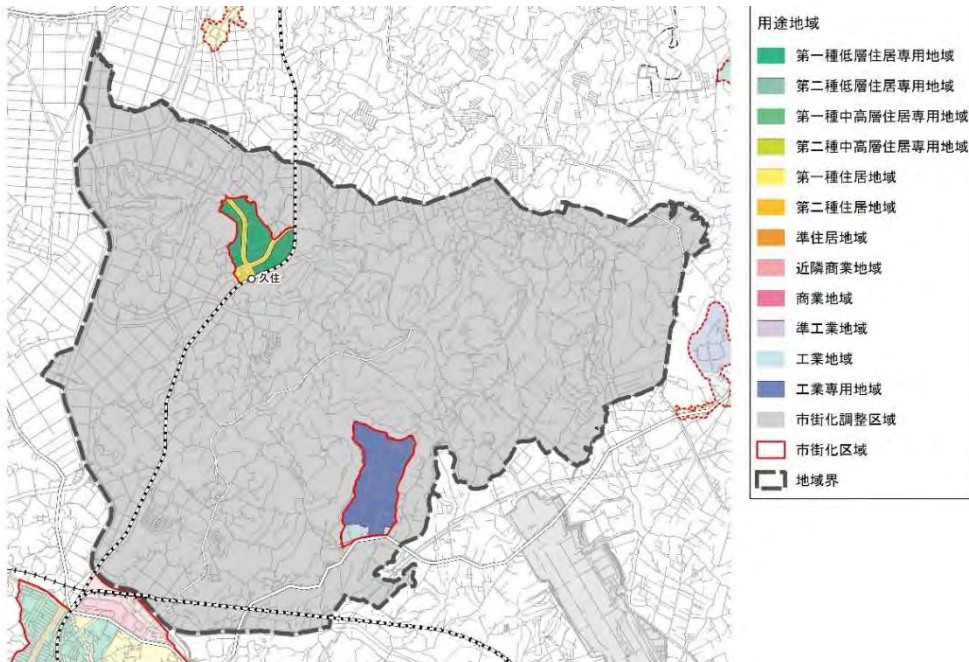 久住
用途地域
第一種低層住居専用地域
第二種低層住居専用地域
第一種中高層住居専用地域
第二種中高層住居専用地域
第一種住居地域
第二種住居地域
準住居地域
近隣商業地域
商業地域
準工業地域
工業地域
工業専用地域
市街化調整区域
市街化区域
地域界